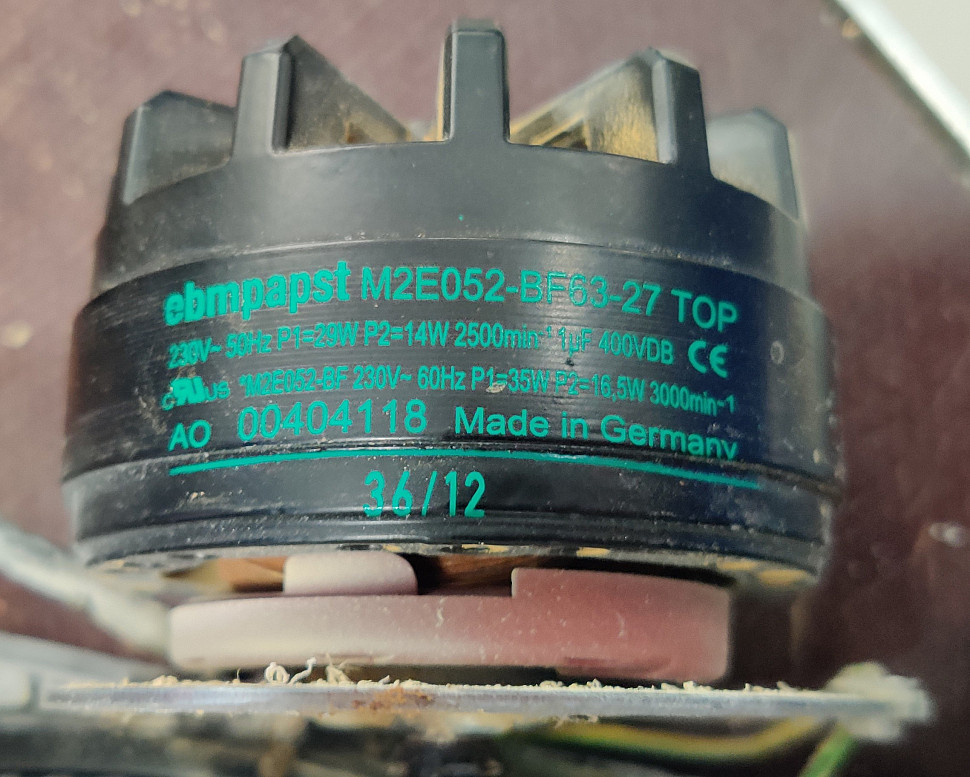 ebmpapst M2E052-BF63-27 TOP
230V~ 50Hz P1=29W P2=14W 2500min⁻¹ 1µF 400VDB CE
c RU US *M2E052-BF 230V~ 60Hz P1=35W P2=16,5W 3000min⁻¹
AO 00404118 Made in Germany
36/12